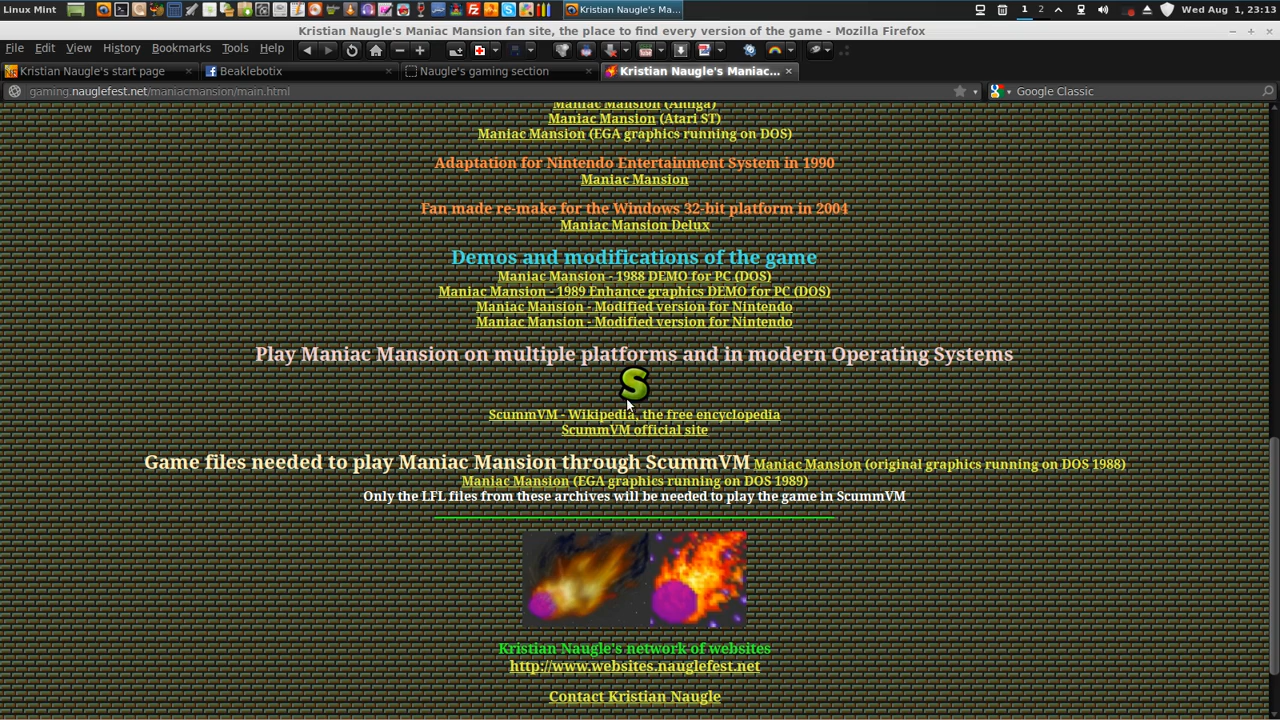 Linux Mint
Kristian Naugle's Ma...
1 2
Wed Aug 1, 23:13
Kristian Naugle's Maniac Mansion fan site, the place to find every version of the game - Mozilla Firefox
File Edit View History Bookmarks Tools Help
Kristian Naugle's start page
Beaklebotix
Naugle's gaming section
Kristian Naugle's Maniac...
gaming.nauglefest.net/maniacmansion/main.html
Google Classic
Maniac Mansion (Amiga)
Maniac Mansion (Atari ST)
Maniac Mansion (EGA graphics running on DOS)
Adaptation for Nintendo Entertainment System in 1990
Maniac Mansion
Fan made re-make for the Windows 32-bit platform in 2004
Maniac Mansion Delux
Demos and modifications of the game
Maniac Mansion - 1988 DEMO for PC (DOS)
Maniac Mansion - 1989 Enhance graphics DEMO for PC (DOS)
Maniac Mansion - Modified version for Nintendo
Maniac Mansion - Modified version for Nintendo
Play Maniac Mansion on multiple platforms and in modern Operating Systems
S
ScummVM - Wikipedia, the free encyclopedia
ScummVM official site
Game files needed to play Maniac Mansion through ScummVM Maniac Mansion (original graphics running on DOS 1988)
Maniac Mansion (EGA graphics running on DOS 1989)
Only the LFL files from these archives will be needed to play the game in ScummVM
Kristian Naugle's network of websites
http://www.websites.nauglefest.net
Contact Kristian Naugle